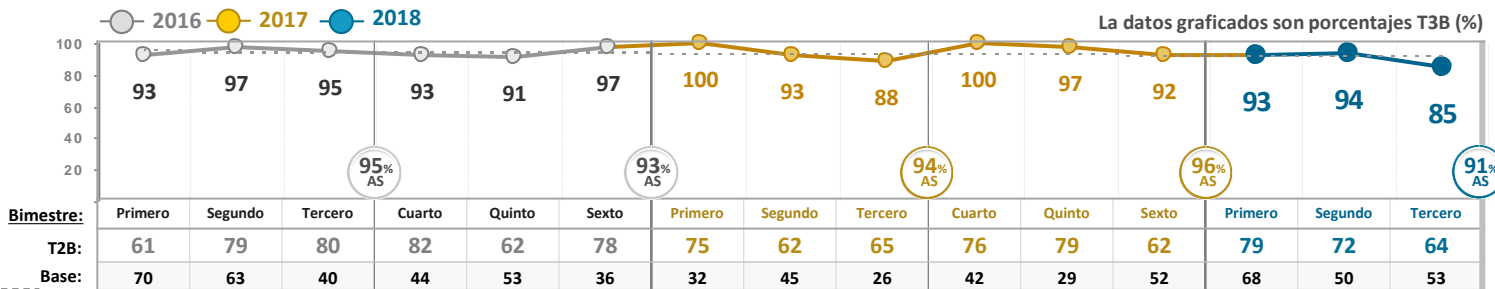 2016 2017 2018
La datos graficados son porcentajes T3B (%)
100
80
60
40
20
93 97 95 93 91 97 100 93 88 100 97 92 93 94 85
95% AS 93% AS 94% AS 96% AS 91% AS
Bimestre: Primero Segundo Tercero Cuarto Quinto Sexto Primero Segundo Tercero Cuarto Quinto Sexto Primero Segundo Tercero
T2B: 61 79 80 82 62 78 75 62 65 76 79 62 79 72 64
Base: 70 63 40 44 53 36 32 45 26 42 29 52 68 50 53